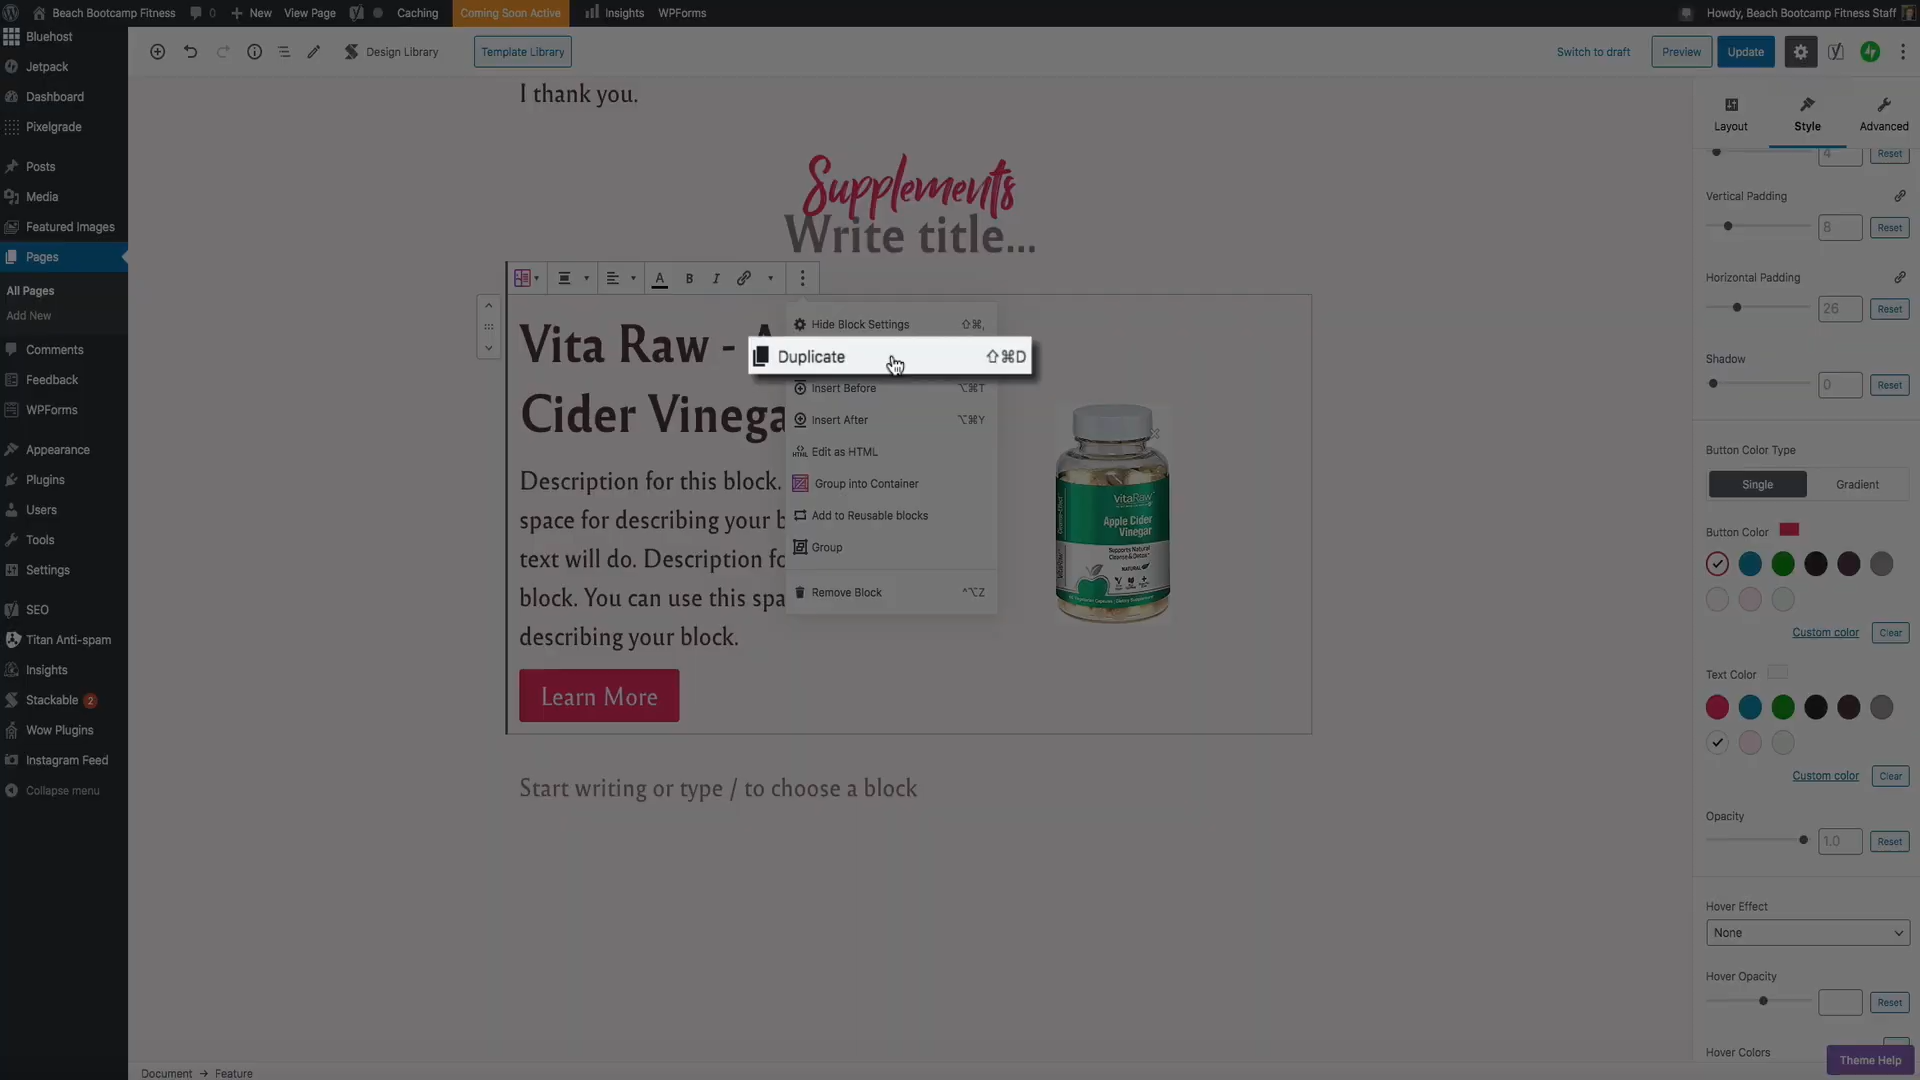 Beach Bootcamp Fitness 0 New View Page Caching Coming Soon Active Insights WPForms Howdy, Beach Bootcamp Fitness Staff
Bluehost
Jetpack
Dashboard
Pixelgrade
Posts
Media
Featured Images
Pages
All Pages
Add New
Comments
Feedback
WPForms
Appearance
Plugins
Users
Tools
Settings
SEO
Titan Anti-spam
Insights
Stackable 2
Wow Plugins
Instagram Feed
Collapse menu
Design Library Template Library Switch to draft Preview Update
I thank you.
Supplements
Write title...
A B I
Vita Raw -
Cider Vinega
Description for this block.
space for describing your b
text will do. Description fo
block. You can use this spa
describing your block.
Learn More
Start writing or type / to choose a block
Hide Block Settings ⇧⌘,
Duplicate ⇧⌘D
Insert Before ⌥⌘T
Insert After ⌥⌘Y
HTML Edit as HTML
Group into Container
Add to Reusable blocks
Group
Remove Block ^⌥Z
vitaRaw
Apple Cider
Vinegar
Supports Natural
Cleanse & Detox
NATURAL
Layout Style Advanced
4 Reset
Vertical Padding
8 Reset
Horizontal Padding
26 Reset
Shadow
0 Reset
Button Color Type
Single Gradient
Button Color
Custom color Clear
Text Color
Custom color Clear
Opacity
1.0 Reset
Hover Effect
None
Hover Opacity
Reset
Hover Colors
Theme Help
Document → Feature